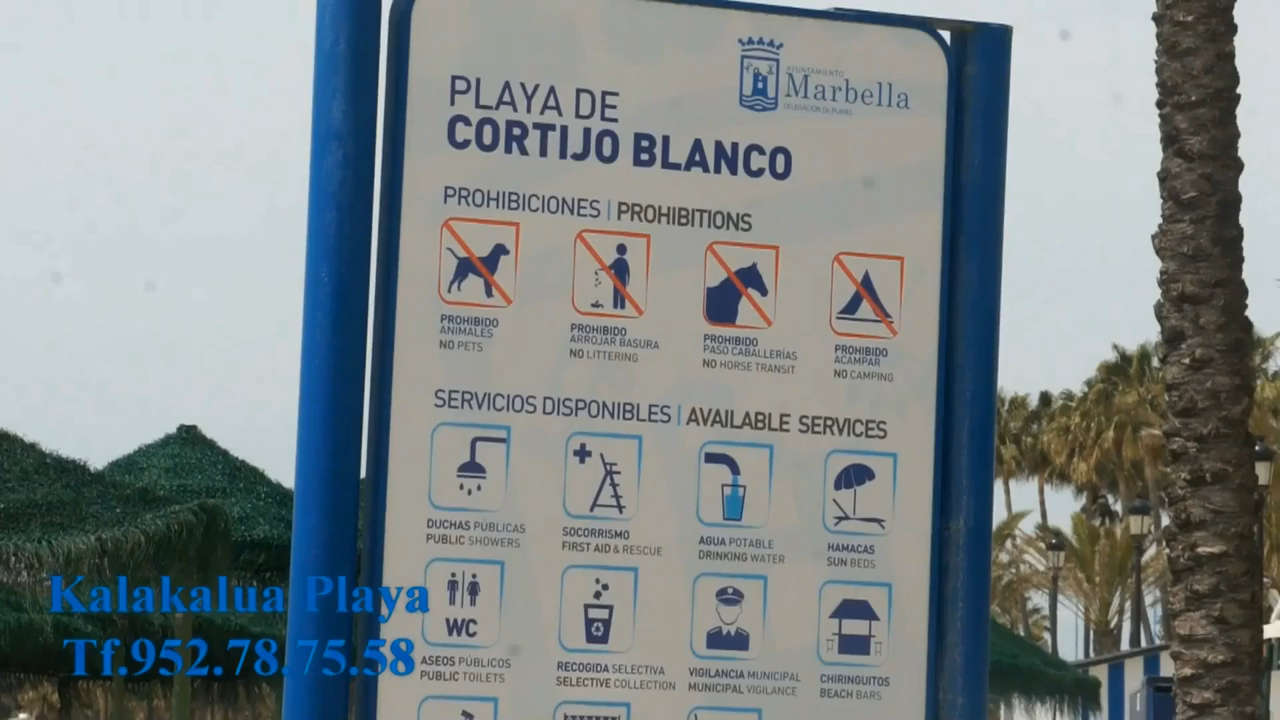 AYUNTAMIENTO
Marbella
DELEGACIÓN DE PLAYAS
PLAYA DE
CORTIJO BLANCO
PROHIBICIONES | PROHIBITIONS
PROHIBIDO
ANIMALES
NO PETS
PROHIBIDO
ARROJAR BASURA
NO LITTERING
PROHIBIDO
PASO CABALLERÍAS
NO HORSE TRANSIT
PROHIBIDO
ACAMPAR
NO CAMPING
SERVICIOS DISPONIBLES | AVAILABLE SERVICES
DUCHAS PÚBLICAS
PUBLIC SHOWERS
SOCORRISMO
FIRST AID & RESCUE
AGUA POTABLE
DRINKING WATER
HAMACAS
SUN BEDS
WC
ASEOS PÚBLICOS
PUBLIC TOILETS
RECOGIDA SELECTIVA
SELECTIVE COLLECTION
VIGILANCIA MUNICIPAL
MUNICIPAL VIGILANCE
CHIRINGUITOS
BEACH BARS
Kalakalua Playa
Tf.952.78.75.58